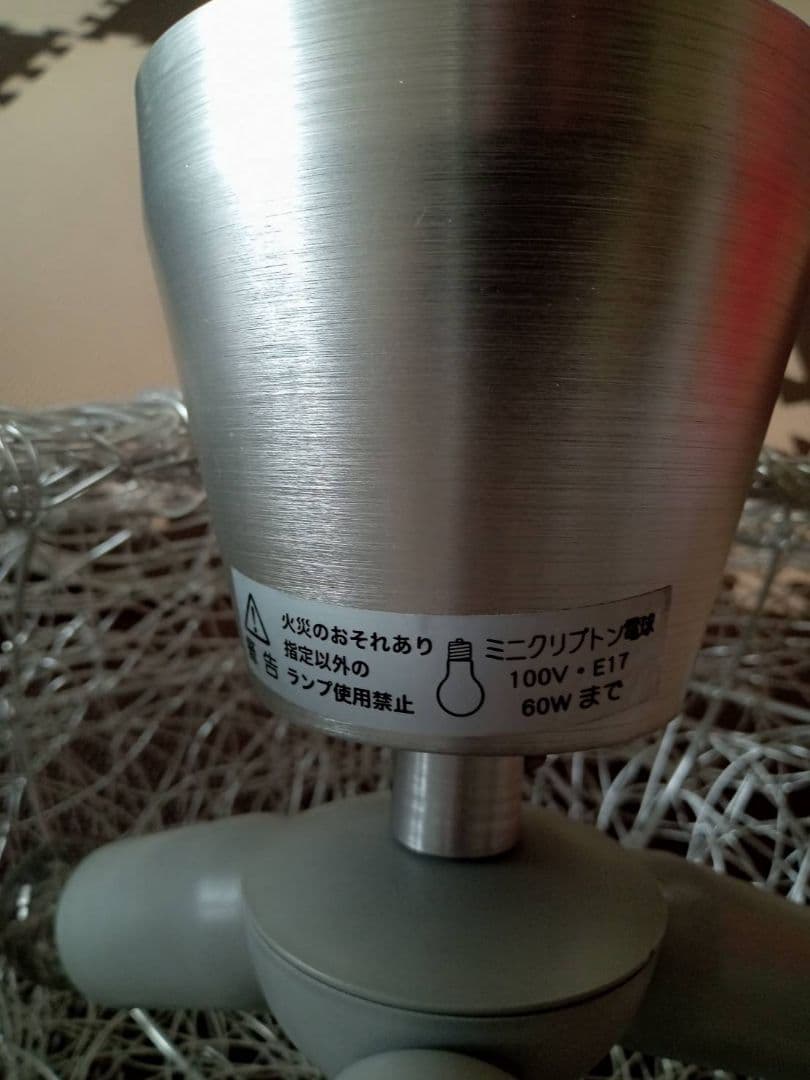 警告
火災のおそれあり
指定以外の
ランプ使用禁止
ミニクリプトン電球
100V・E17
60Wまで